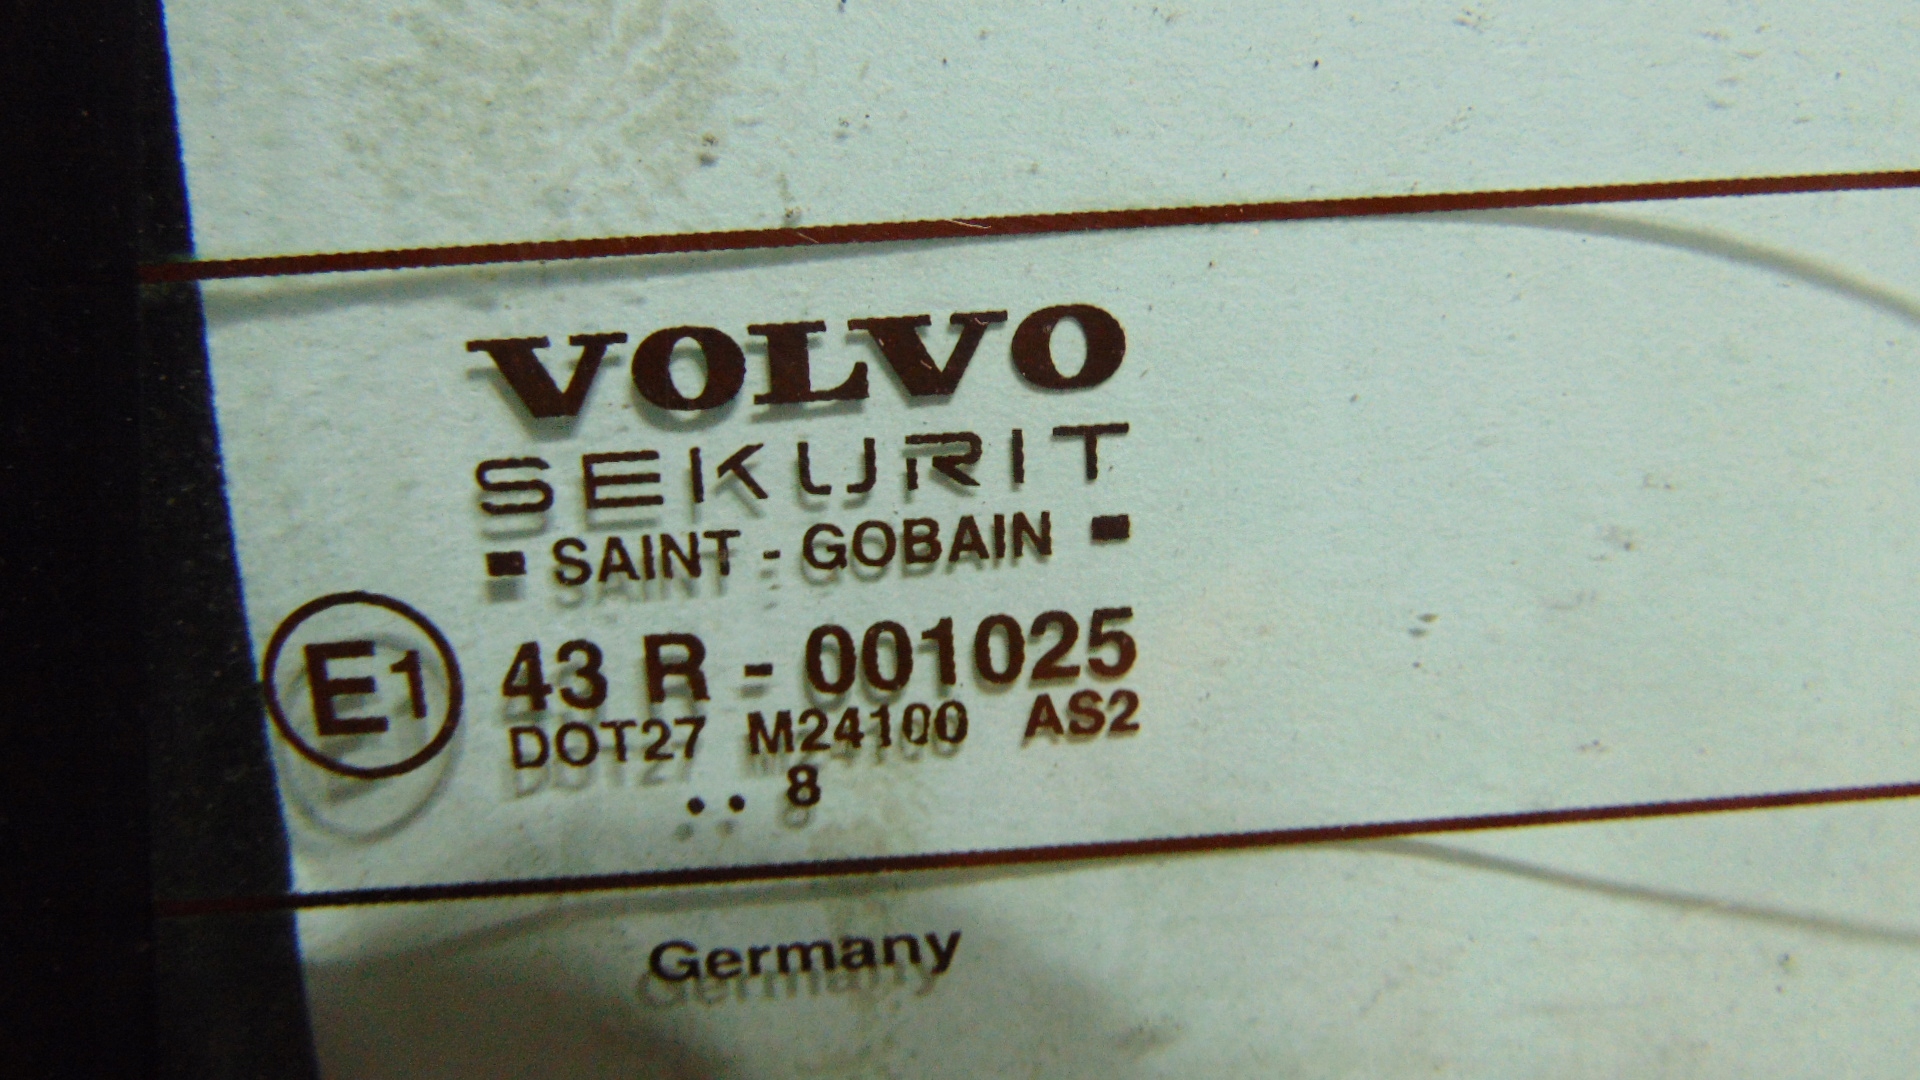 VOLVO
SEKURIT
▪ SAINT - GOBAIN ▪
E1 43 R - 001025
DOT27 M24100 AS2
.. 8
Germany